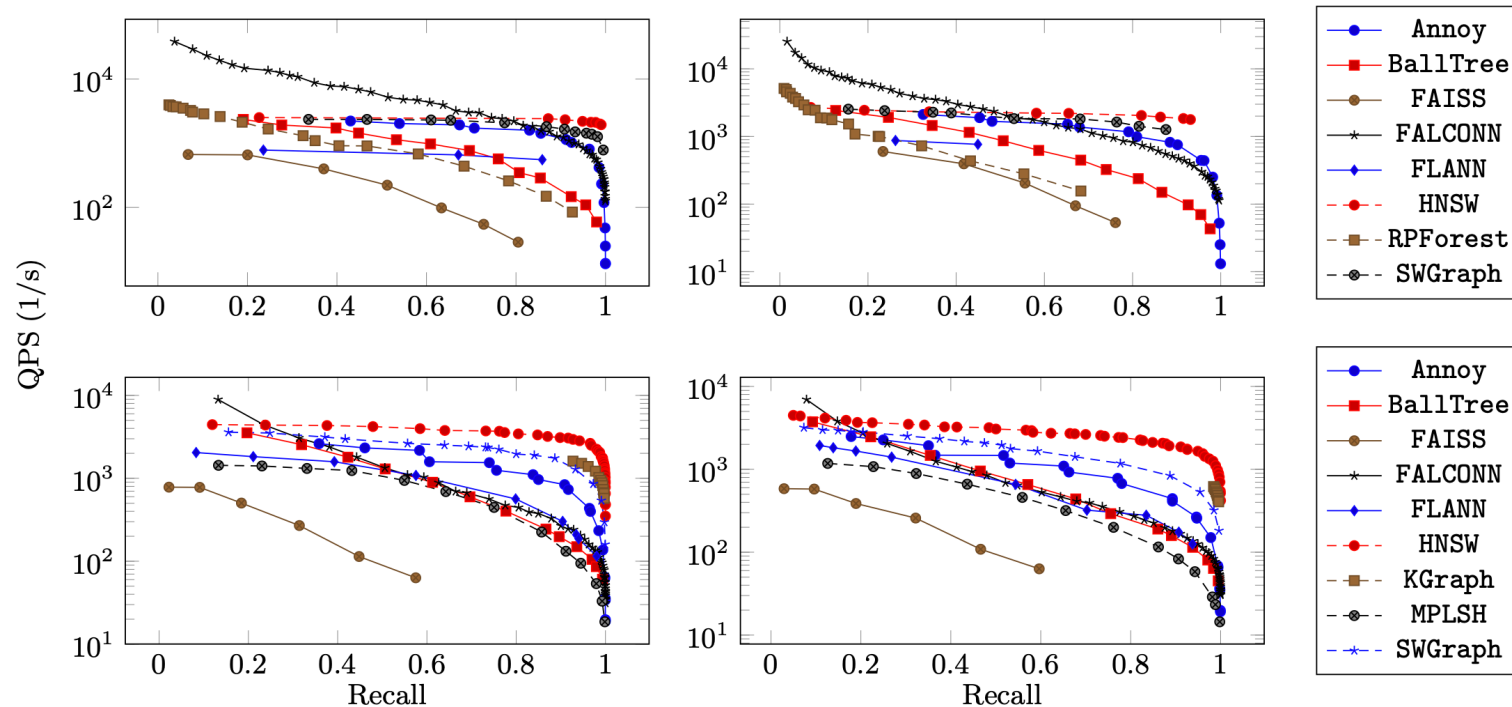 QPS (1/s)
10^4
10^2
0 0.2 0.4 0.6 0.8 1
10^4
10^3
10^2
10^1
0 0.2 0.4 0.6 0.8 1
Annoy
BallTree
FAISS
FALCONN
FLANN
HNSW
RPForest
SWGraph
10^4
10^3
10^2
10^1
0 0.2 0.4 0.6 0.8 1
Recall
10^4
10^3
10^2
10^1
0 0.2 0.4 0.6 0.8 1
Recall
Annoy
BallTree
FAISS
FALCONN
FLANN
HNSW
KGraph
MPLSH
SWGraph